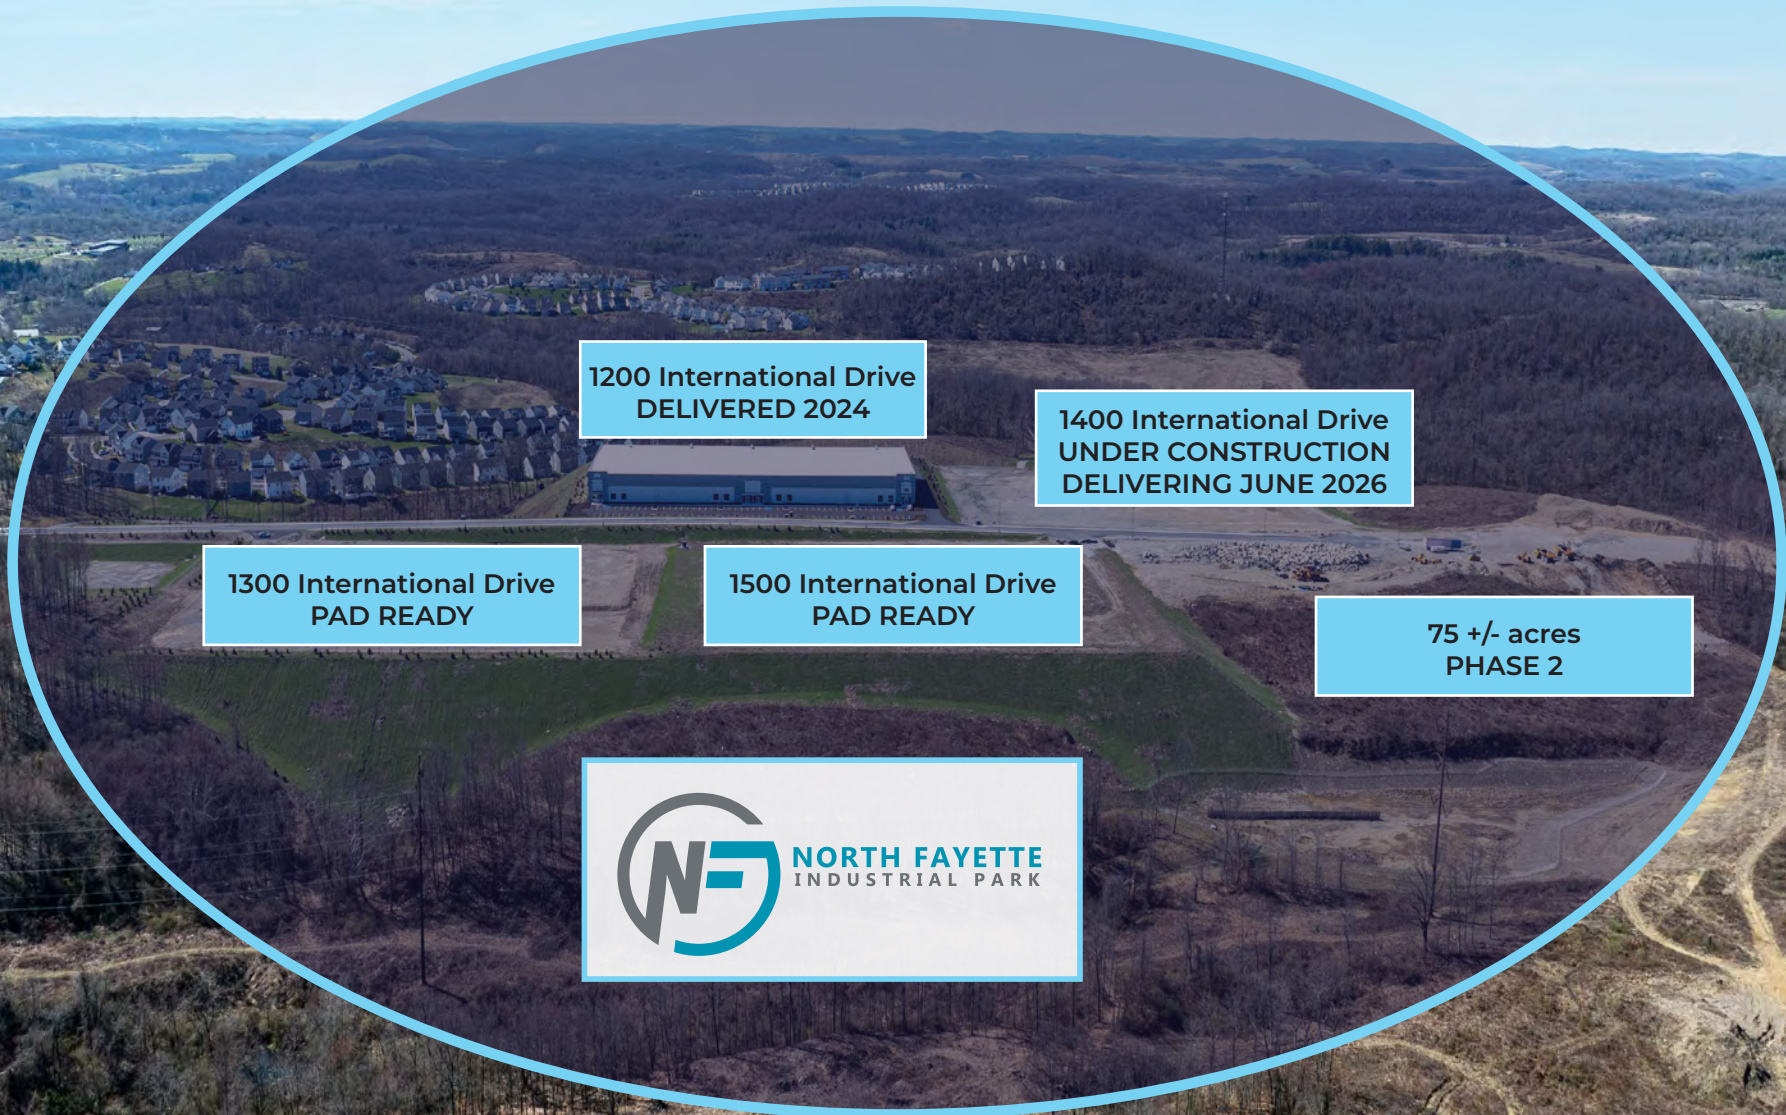 1200 International Drive
DELIVERED 2024
1400 International Drive
UNDER CONSTRUCTION
DELIVERING JUNE 2026
1300 International Drive
PAD READY
1500 International Drive
PAD READY
75 +/- acres
PHASE 2
NF
NORTH FAYETTE
INDUSTRIAL PARK